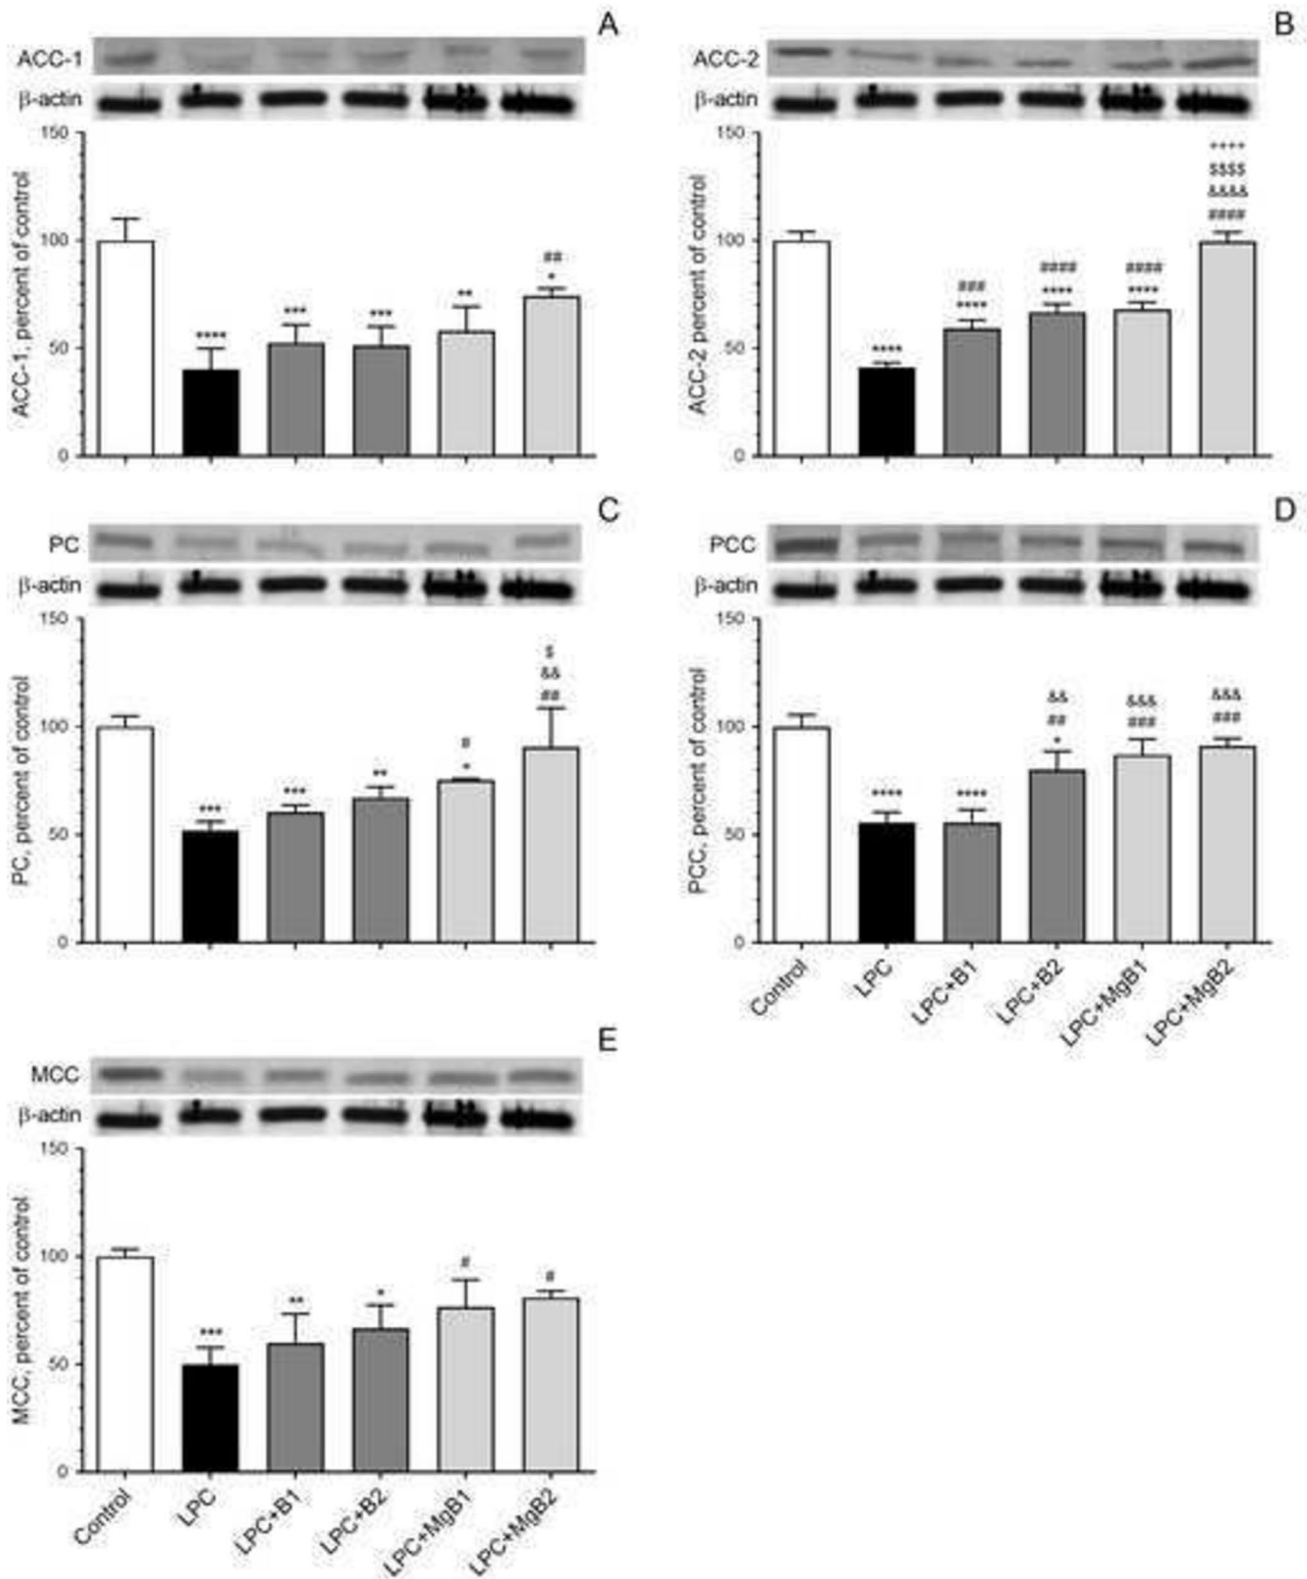 A
ACC-1
β-actin
150
100
50
0
ACC-1, percent of control
****
***
***
**
##
*
B
ACC-2
β-actin
150
100
50
0
ACC-2 percent of control
****
###
****
####
****
####
****
++++
$$$$
&&&&
####
C
PC
β-actin
150
100
50
0
PC, percent of control
***
***
**
#
*
$
&&
##
D
PCC
β-actin
150
100
50
0
PCC, percent of control
****
****
&&
##
*
&&&
###
&&&
###
Control
LPC
LPC+B1
LPC+B2
LPC+MgB1
LPC+MgB2
E
MCC
β-actin
150
100
50
0
MCC, percent of control
***
**
*
#
#
Control
LPC
LPC+B1
LPC+B2
LPC+MgB1
LPC+MgB2